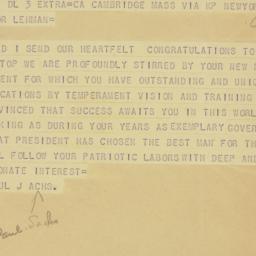 DL 3 EXTRA=CA CAMBRIDGE MASS VIA
OR LEHMAN=
D I SEND OUR HEARTFELT CONGRATULATIONS TO
STOP WE ARE PROFOUNDLY STIRRED BY YOUR NEW
ENT FOR WHICH YOU HAVE OUTSTANDING AND UNIQ
CATIONS BY TEMPERAMENT VISION AND TRAINING
VINCED THAT SUCCESS AWAITS YOU IN THIS WORL
KING AS DURING YOUR YEARS AS EXEMPLARY GOVER
AT PRESIDENT HAS CHOSEN THE BEST MAN FOR TH
L FOLLOW YOUR PATRIOTIC LABORS WITH DEEP AND
ONATE INTEREST=
UL J ACHS.
Paul Sachs